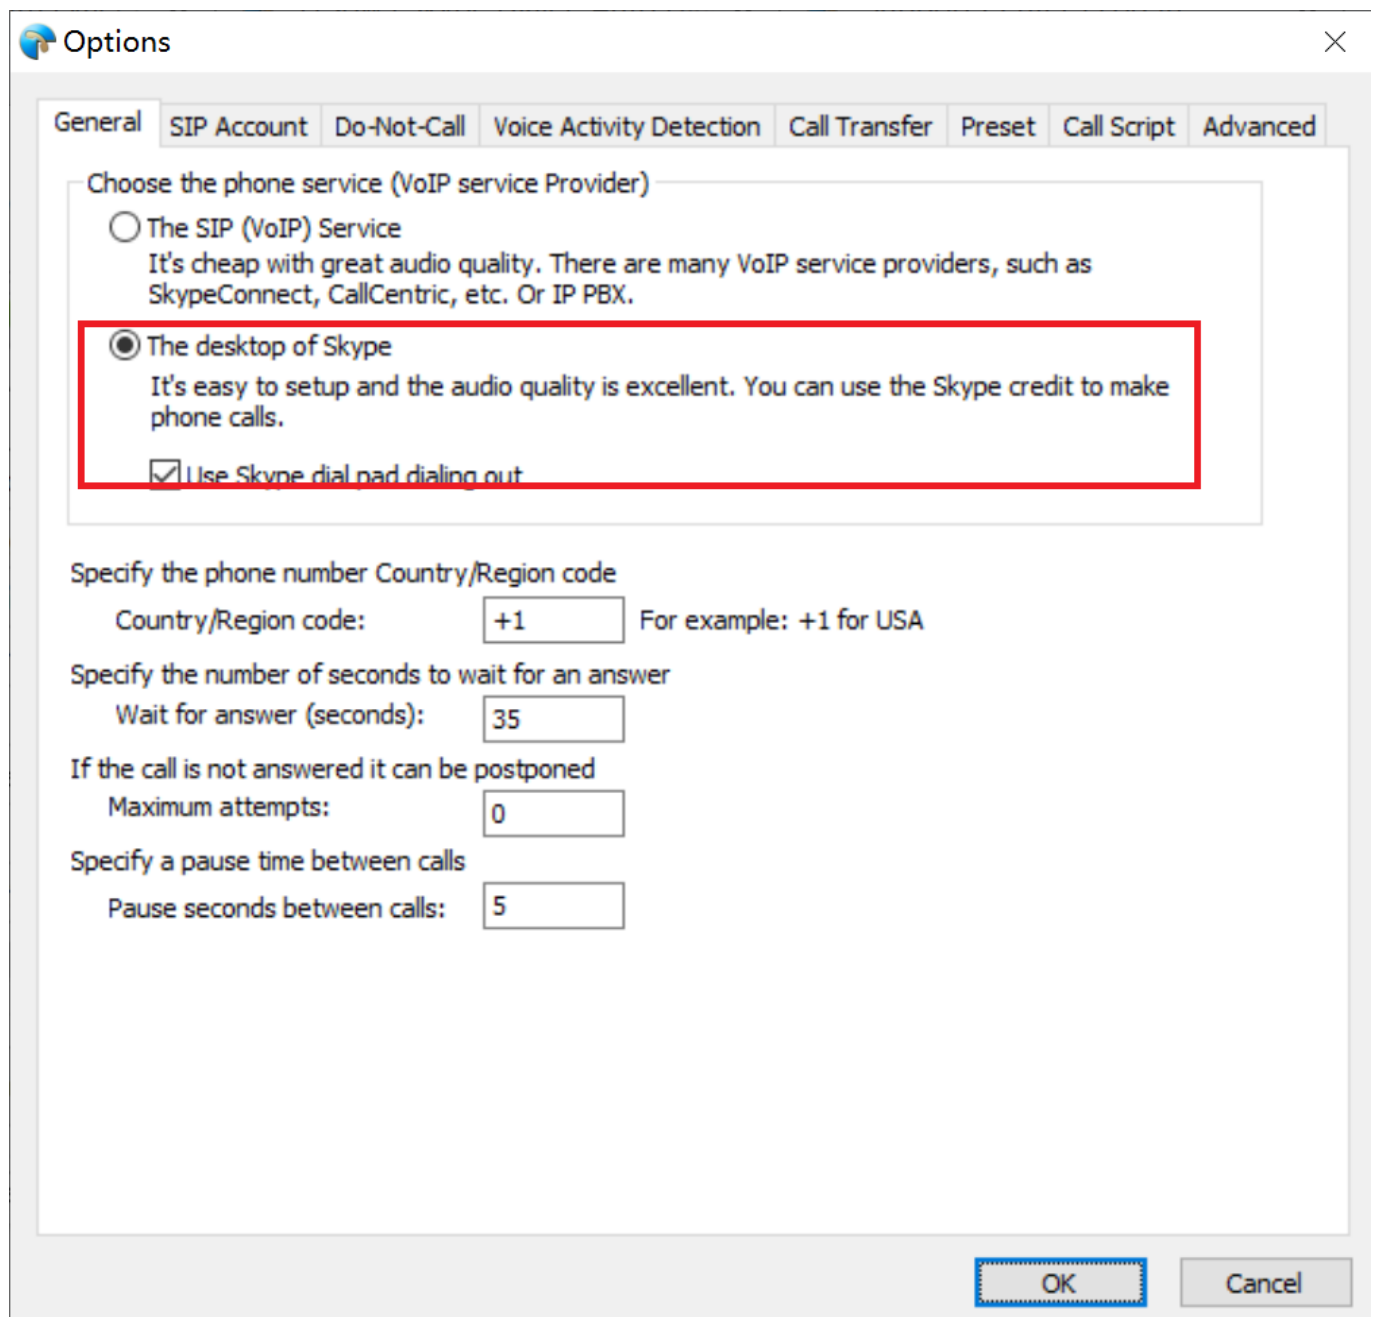 Options
General SIP Account Do-Not-Call Voice Activity Detection Call Transfer Preset Call Script Advanced
Choose the phone service (VoIP service Provider)
The SIP (VoIP) Service
It's cheap with great audio quality. There are many VoIP service providers, such as
SkypeConnect, CallCentric, etc. Or IP PBX.
The desktop of Skype
It's easy to setup and the audio quality is excellent. You can use the Skype credit to make
phone calls.
Use Skype dial pad dialing out
Specify the phone number Country/Region code
Country/Region code: +1 For example: +1 for USA
Specify the number of seconds to wait for an answer
Wait for answer (seconds): 35
If the call is not answered it can be postponed
Maximum attempts: 0
Specify a pause time between calls
Pause seconds between calls: 5
OK Cancel